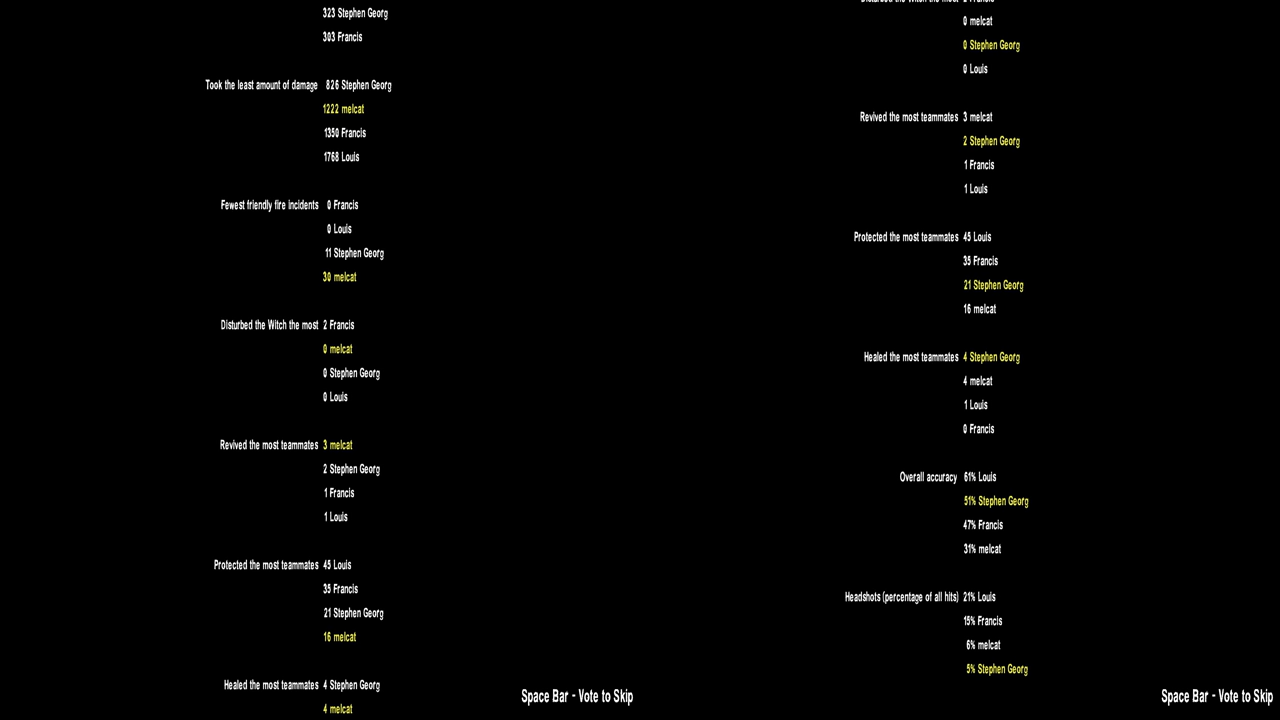 323 Stephen Georg
303 Francis
Took the least amount of damage 826 Stephen Georg
1222 melcat
1350 Francis
1768 Louis
Fewest friendly fire incidents 0 Francis
0 Louis
11 Stephen Georg
30 melcat
Disturbed the Witch the most 2 Francis
0 melcat
0 Stephen Georg
0 Louis
Revived the most teammates 3 melcat
2 Stephen Georg
1 Francis
1 Louis
Protected the most teammates 45 Louis
35 Francis
21 Stephen Georg
16 melcat
Healed the most teammates 4 Stephen Georg
4 melcat
Space Bar - Vote to Skip
Disturbed the Witch the most 2 Francis
0 melcat
0 Stephen Georg
0 Louis
Revived the most teammates 3 melcat
2 Stephen Georg
1 Francis
1 Louis
Protected the most teammates 45 Louis
35 Francis
21 Stephen Georg
16 melcat
Healed the most teammates 4 Stephen Georg
4 melcat
1 Louis
0 Francis
Overall accuracy 61% Louis
51% Stephen Georg
47% Francis
31% melcat
Headshots (percentage of all hits) 21% Louis
15% Francis
6% melcat
5% Stephen Georg
Space Bar - Vote to Skip